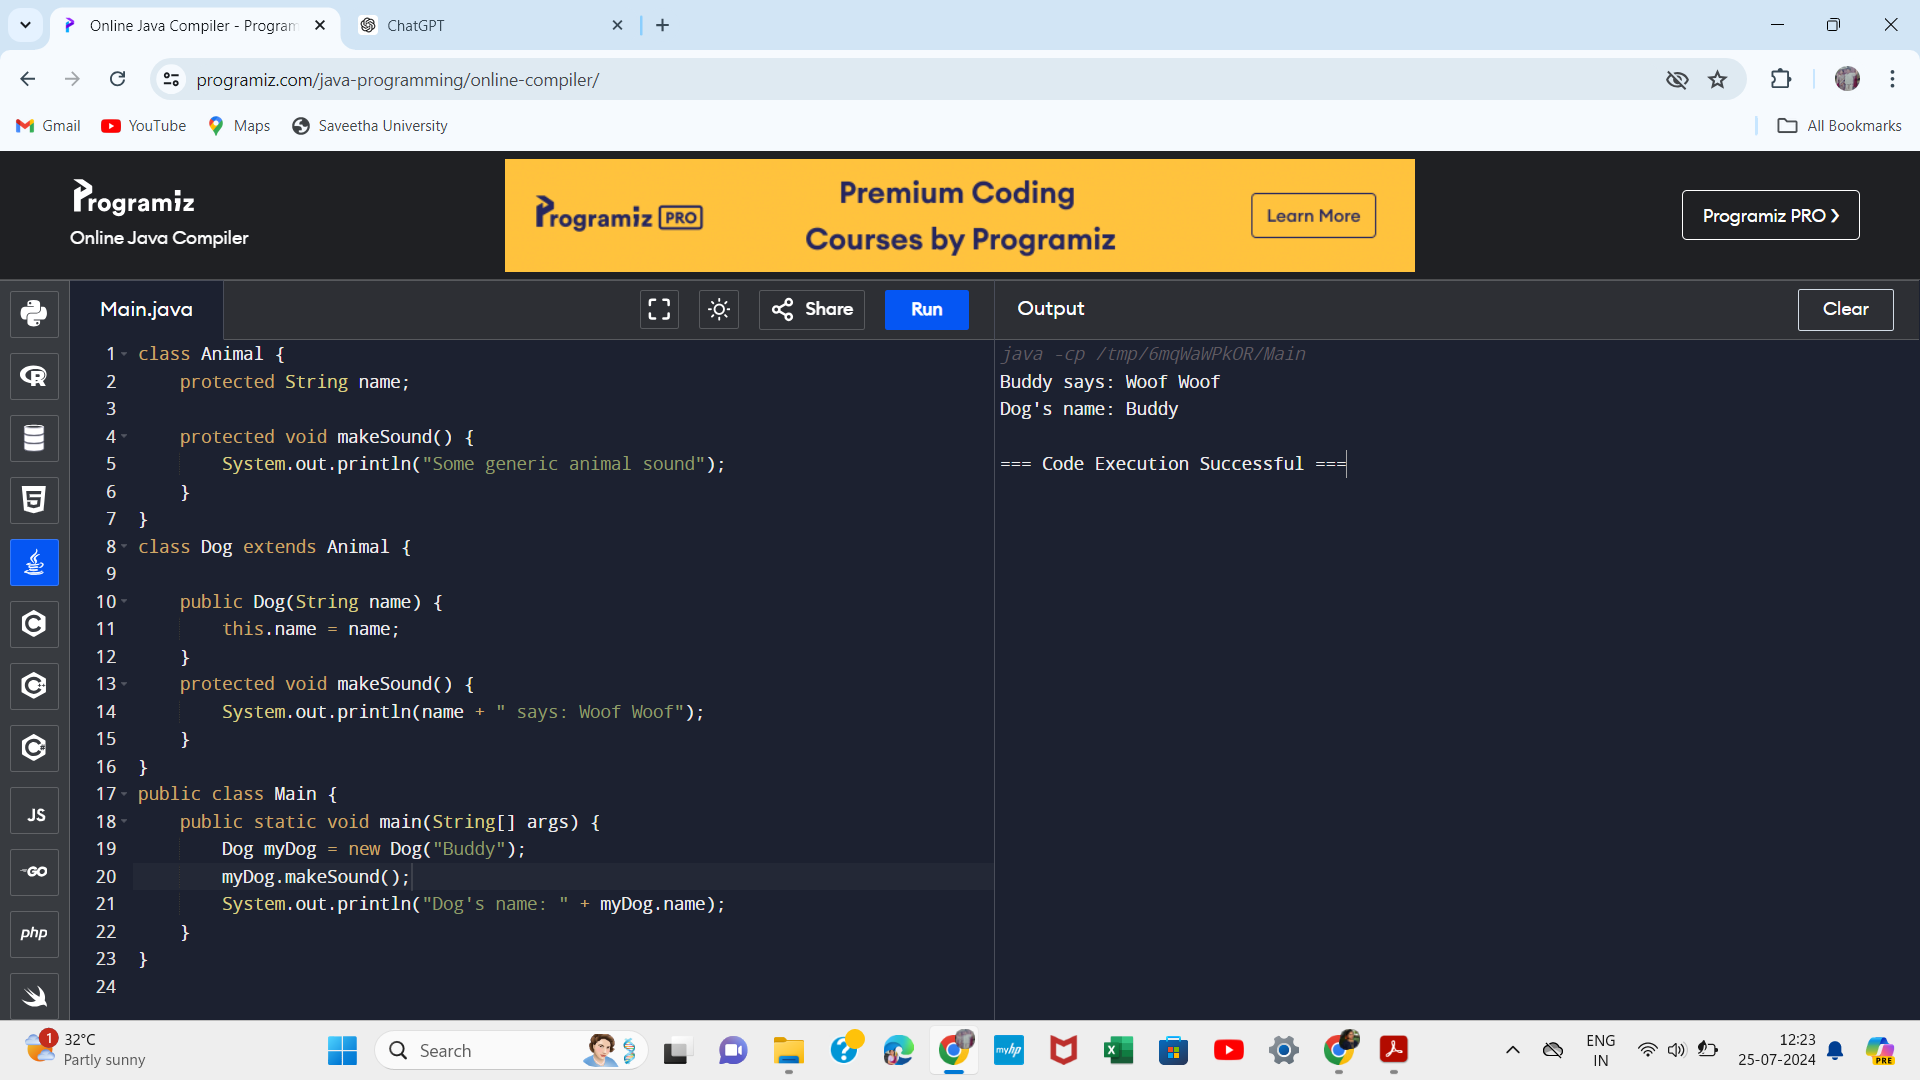 Online Java Compiler - Program
ChatGPT
programiz.com/java-programming/online-compiler/
Gmail YouTube Maps Saveetha University All Bookmarks
Programiz
Online Java Compiler
Programiz PRO
Premium Coding
Courses by Programiz
Learn More
Programiz PRO ❯
Main.java Share Run
Output Clear
1 class Animal {
2 protected String name;
3
4 protected void makeSound() {
5 System.out.println("Some generic animal sound");
6 }
7 }
8 class Dog extends Animal {
9
10 public Dog(String name) {
11 this.name = name;
12 }
13 protected void makeSound() {
14 System.out.println(name + " says: Woof Woof");
15 }
16 }
17 public class Main {
18 public static void main(String[] args) {
19 Dog myDog = new Dog("Buddy");
20 myDog.makeSound();
21 System.out.println("Dog's name: " + myDog.name);
22 }
23 }
24
java -cp /tmp/6mqWaWPkOR/Main
Buddy says: Woof Woof
Dog's name: Buddy
=== Code Execution Successful ===
R
5
C
C
C
JS
GO
php
1
32°C
Partly sunny
Search
myhp
ENG
IN
12:23
25-07-2024
PRE